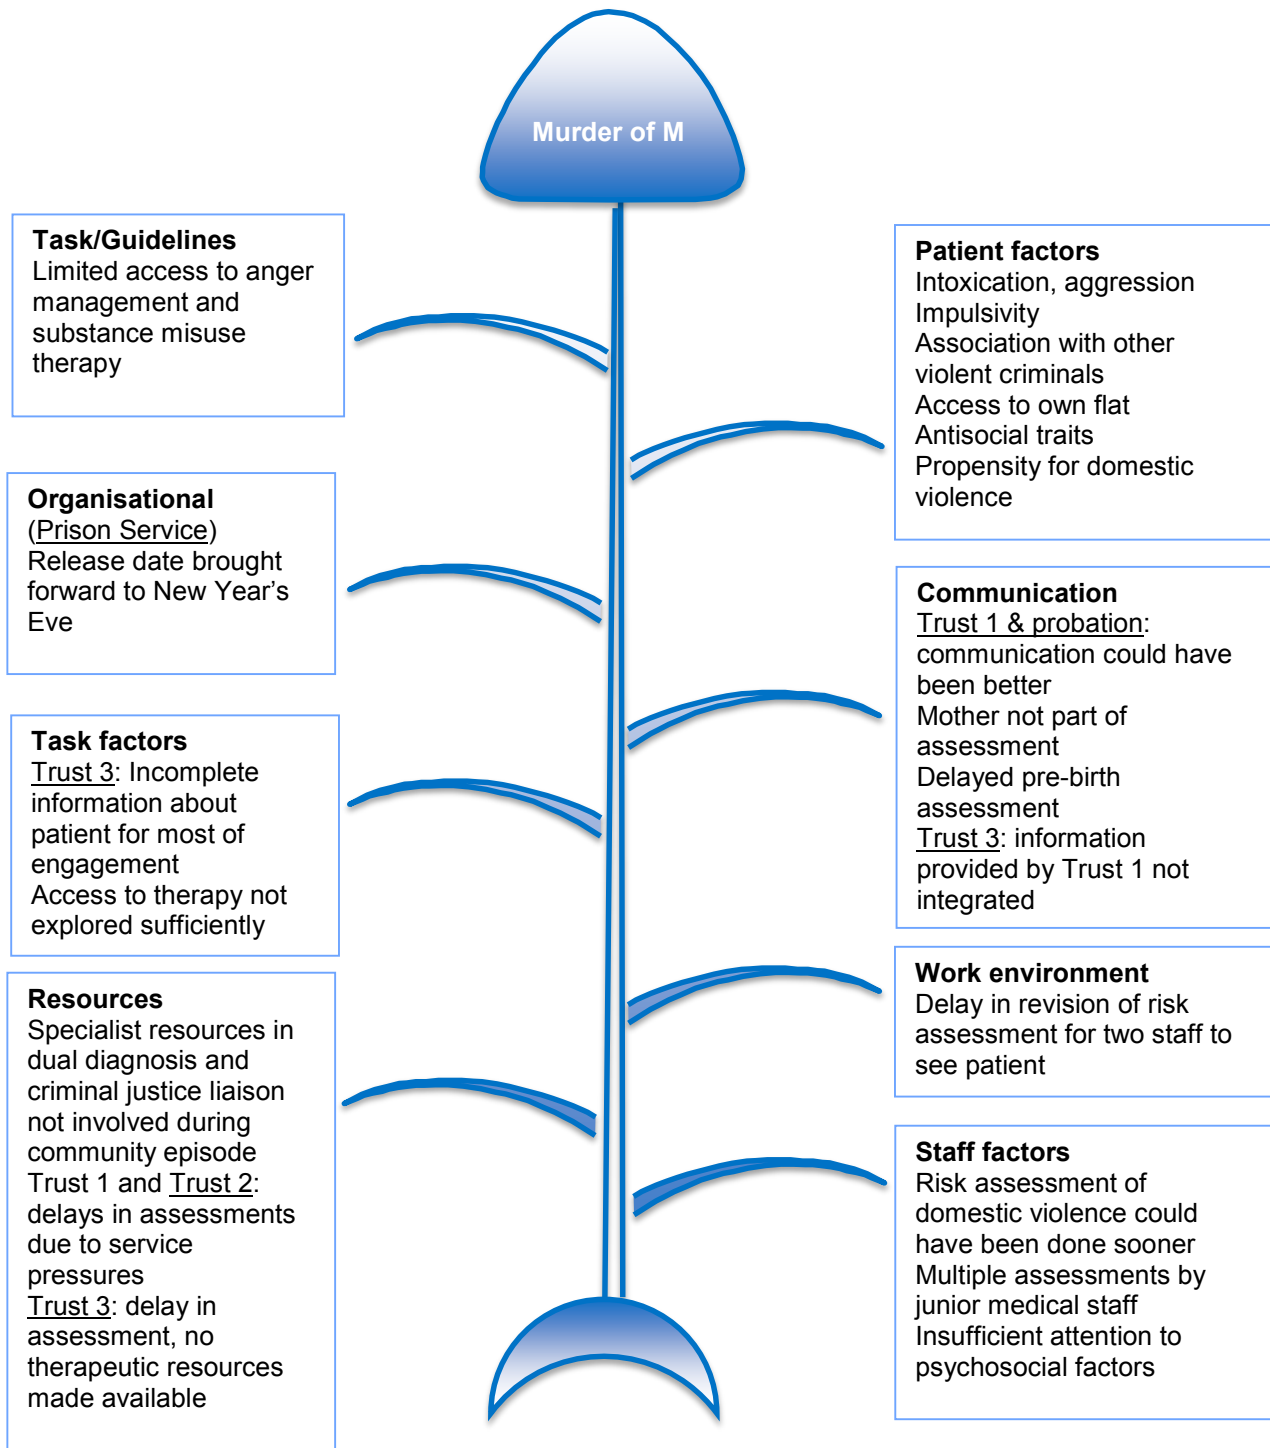 Murder of M
Task/Guidelines
Limited access to anger
management and
substance misuse
therapy
Organisational
(Prison Service)
Release date brought
forward to New Year’s
Eve
Task factors
Trust 3: Incomplete
information about
patient for most of
engagement
Access to therapy not
explored sufficiently
Resources
Specialist resources in
dual diagnosis and
criminal justice liaison
not involved during
community episode
Trust 1 and Trust 2:
delays in assessments
due to service
pressures
Trust 3: delay in
assessment, no
therapeutic resources
made available
Patient factors
Intoxication, aggression
Impulsivity
Association with other
violent criminals
Access to own flat
Antisocial traits
Propensity for domestic
violence
Communication
Trust 1 & probation:
communication could have
been better
Mother not part of
assessment
Delayed pre-birth
assessment
Trust 3: information
provided by Trust 1 not
integrated
Work environment
Delay in revision of risk
assessment for two staff to
see patient
Staff factors
Risk assessment of
domestic violence could
have been done sooner
Multiple assessments by
junior medical staff
Insufficient attention to
psychosocial factors